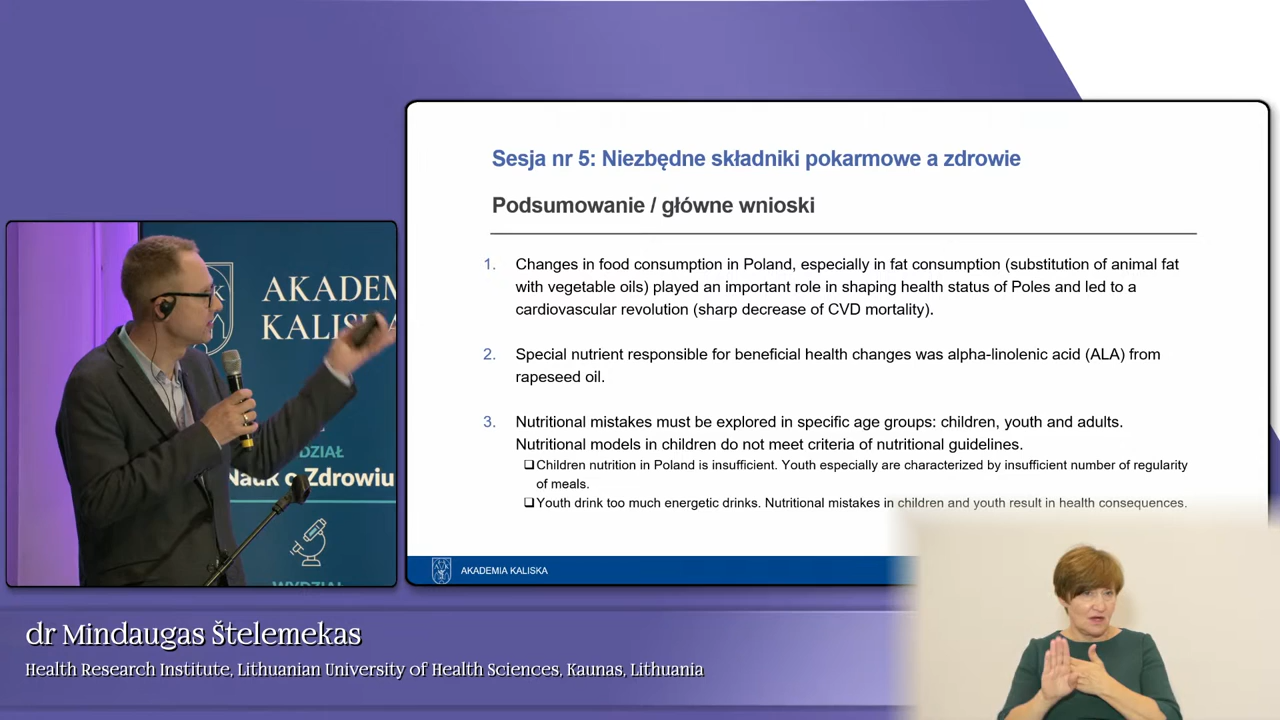 Sesja nr 5: Niezbędne składniki pokarmowe a zdrowie
Podsumowanie / główne wnioski
1. Changes in food consumption in Poland, especially in fat consumption (substitution of animal fat
with vegetable oils) played an important role in shaping health status of Poles and led to a
cardiovascular revolution (sharp decrease of CVD mortality).
2. Special nutrient responsible for beneficial health changes was alpha-linolenic acid (ALA) from
rapeseed oil.
3. Nutritional mistakes must be explored in specific age groups: children, youth and adults.
Nutritional models in children do not meet criteria of nutritional guidelines.
❑Children nutrition in Poland is insufficient. Youth especially are characterized by insufficient number of regularity
of meals.
❑Youth drink too much energetic drinks. Nutritional mistakes in children and youth result in health consequences.
AKADEMIA KALISKA
AKADEM
KALISKA
DZIAŁ
Nauk o Zdrowiu
WYDZIAŁ
dr Mindaugas Štelemekas
Health Research Institute, Lithuanian University of Health Sciences, Kaunas, Lithuania